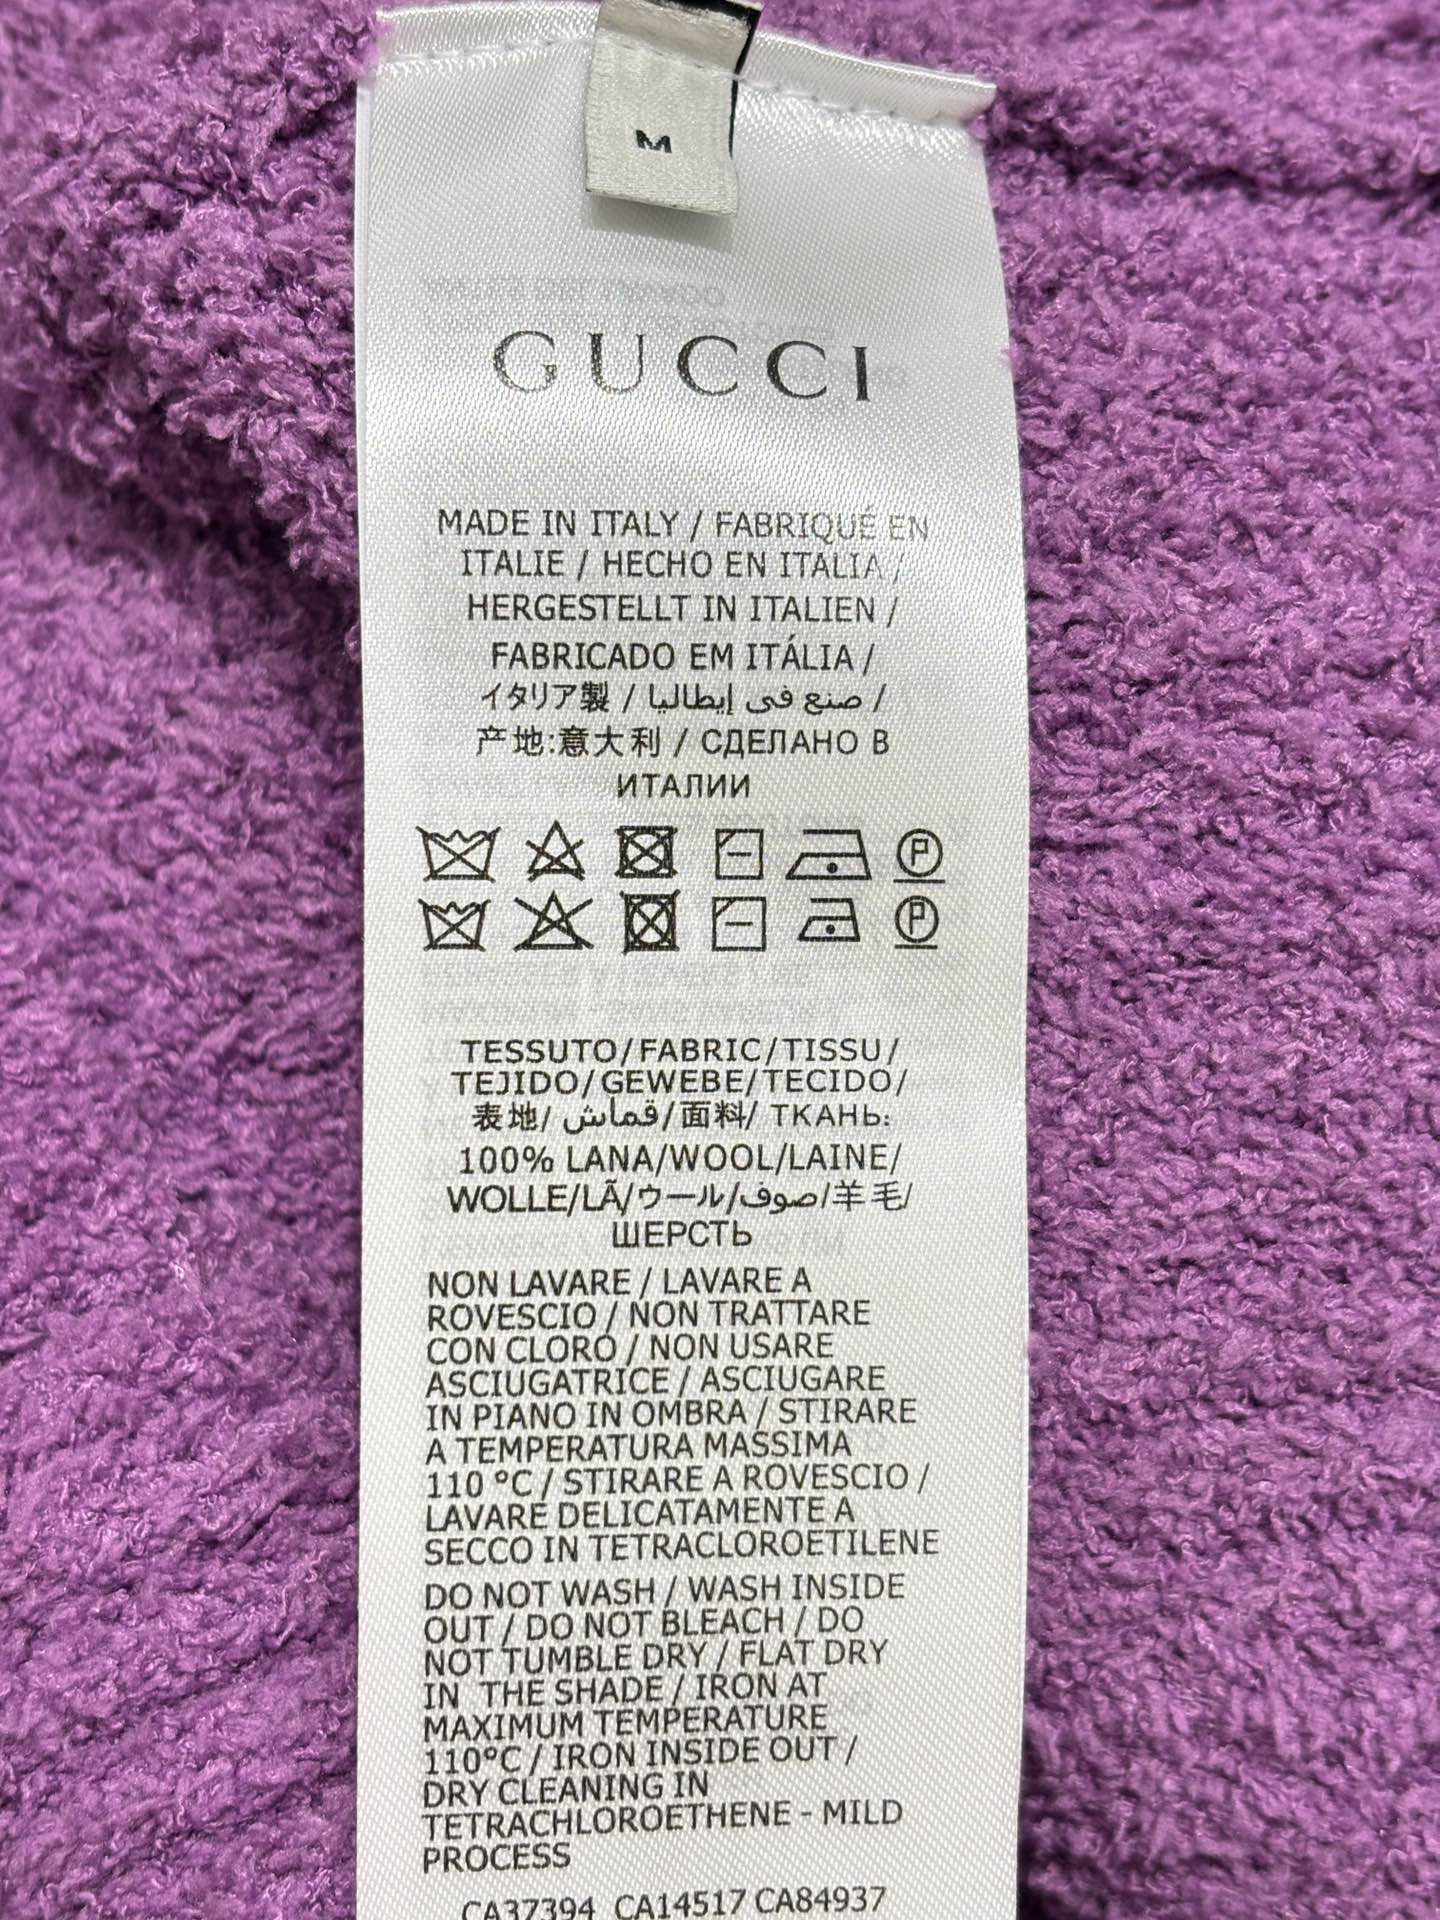 M
GUCCI
MADE IN ITALY / FABRIQUÉ EN
ITALIE / HECHO EN ITALIA /
HERGESTELLT IN ITALIEN /
FABRICADO EM ITÁLIA /
イタリア製 / صنع في إيطاليا /
产地:意大利 / СДЕЛАНО В
ИТАЛИИ
P
P
TESSUTO/FABRIC/TISSU/
TEJIDO/GEWEBE/TECIDO/
表地/ قماش/面料/ ТКАНЬ:
100% LANA/WOOL/LAINE/
WOLLE/LÃ/ウール/صوف/羊毛/
ШЕРСТЬ
NON LAVARE / LAVARE A
ROVESCIO / NON TRATTARE
CON CLORO / NON USARE
ASCIUGATRICE / ASCIUGARE
IN PIANO IN OMBRA / STIRARE
A TEMPERATURA MASSIMA
110 °C / STIRARE A ROVESCIO /
LAVARE DELICATAMENTE A
SECCO IN TETRACLOROETILENE
DO NOT WASH / WASH INSIDE
OUT / DO NOT BLEACH / DO
NOT TUMBLE DRY / FLAT DRY
IN THE SHADE / IRON AT
MAXIMUM TEMPERATURE
110°C / IRON INSIDE OUT /
DRY CLEANING IN
TETRACHLOROETHENE - MILD
PROCESS
CA37394 CA14517 CA84937